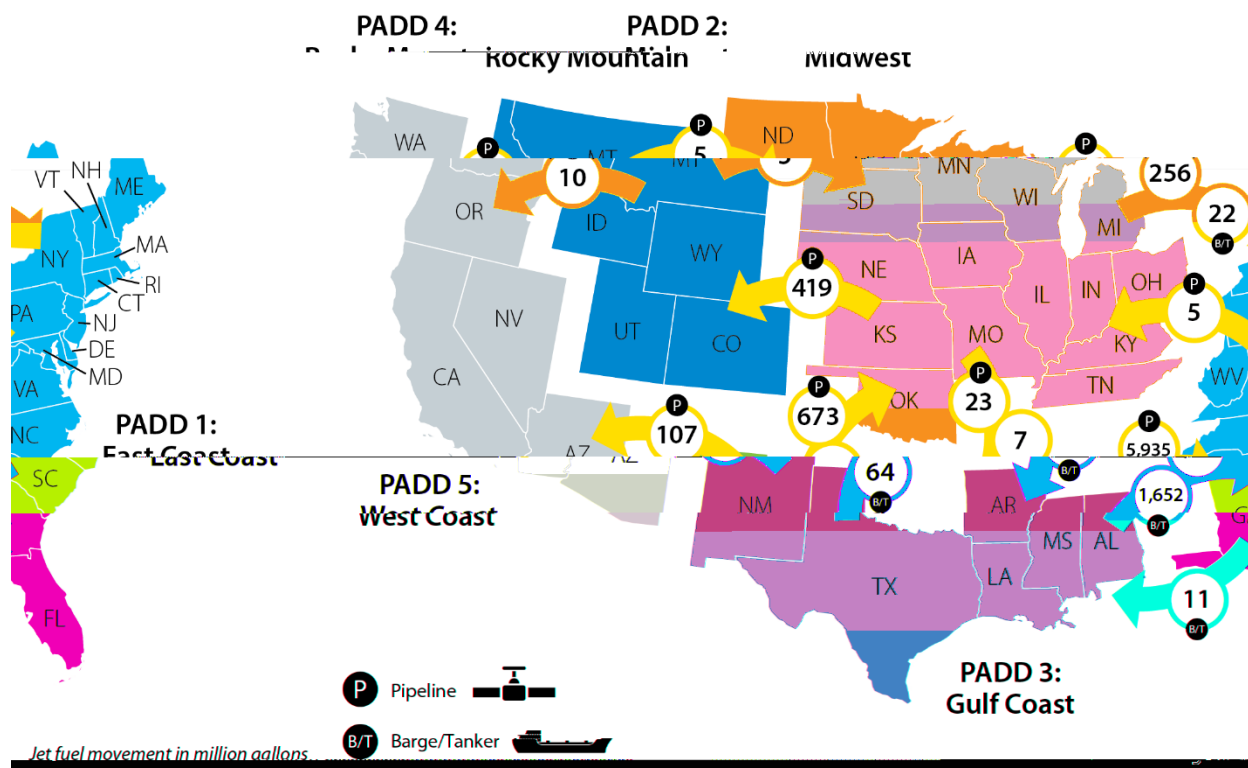 PADD 4:
PADD 2:
Rocky Mountain
Midwest
WA
MT
P
5
ND
P
P
VT
NH
ME
MA
RI
CT
NY
PA
NJ
DE
MD
VA
NC
10
OR
ID
WY
MT
SD
MN
WI
MI
256
22
B/T
P
419
NE
IA
IL
IN
OH
P
5
NV
UT
CO
KS
MO
KY
WV
CA
TN
P
673
OK
P
23
7
P
5,935
P
107
AZ
PADD 1:
East Coast
SC
PADD 5:
West Coast
NM
64
B/T
AR
B/T
1,652
B/T
MS
AL
TX
LA
11
B/T
FL
PADD 3:
Gulf Coast
P Pipeline
B/T Barge/Tanker
Jet fuel movement in million gallons